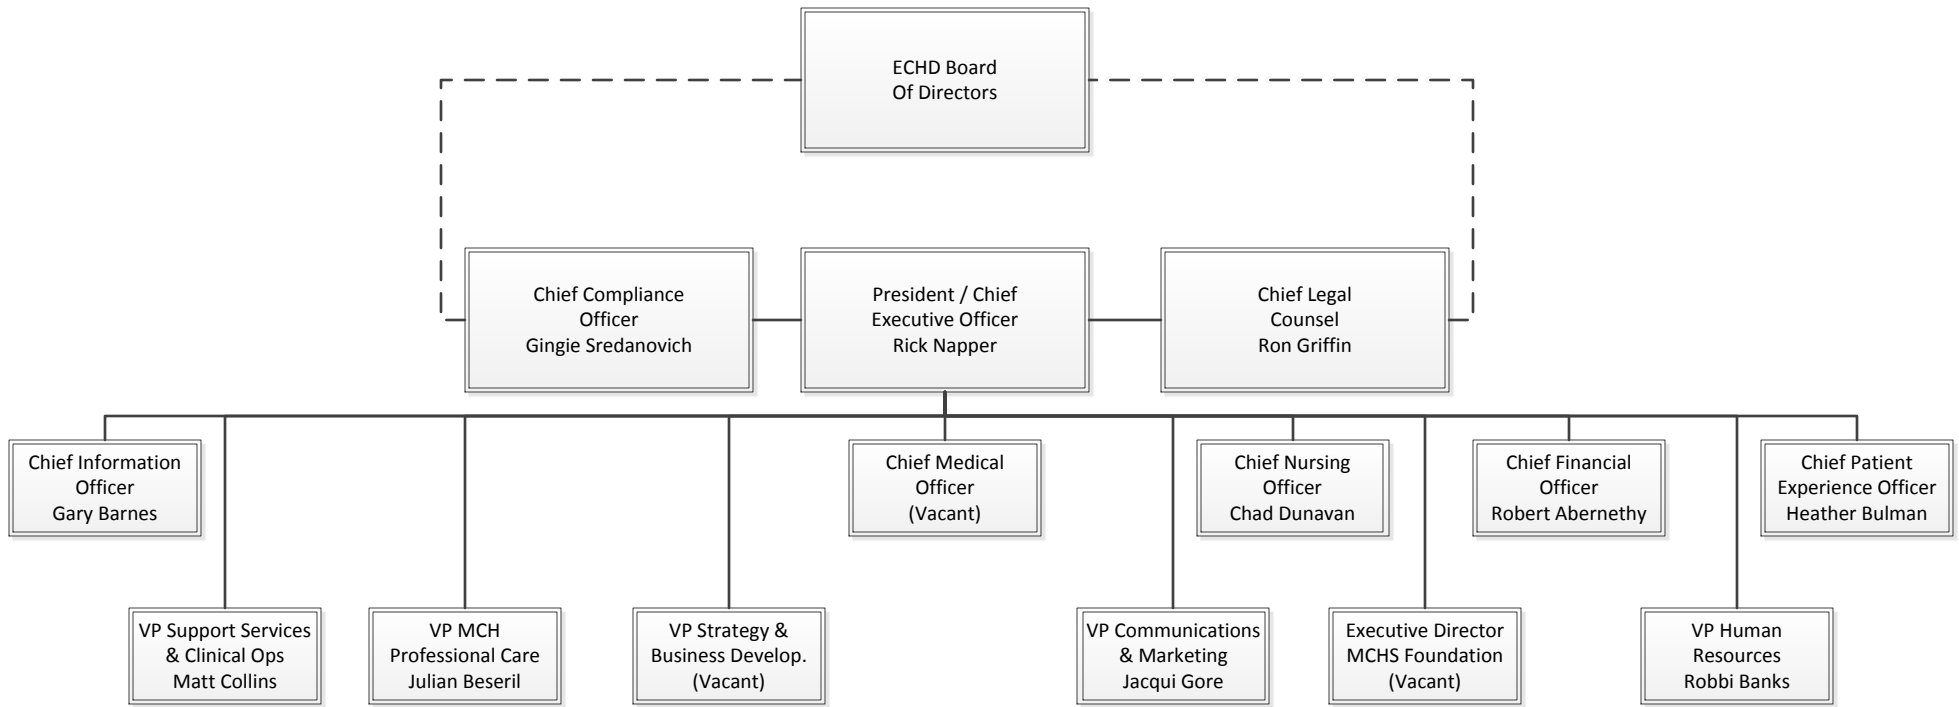 ECHD Board
Of Directors
Chief Compliance
Officer
Gingie Sredanovich
President / Chief
Executive Officer
Rick Napper
Chief Legal
Counsel
Ron Griffin
Chief Information
Officer
Gary Barnes
Chief Medical
Officer
(Vacant)
Chief Nursing
Officer
Chad Dunavan
Chief Financial
Officer
Robert Abernethy
Chief Patient
Experience Officer
Heather Bulman
VP Support Services
& Clinical Ops
Matt Collins
VP MCH
Professional Care
Julian Beseril
VP Strategy &
Business Develop.
(Vacant)
VP Communications
& Marketing
Jacqui Gore
Executive Director
MCHS Foundation
(Vacant)
VP Human
Resources
Robbi Banks